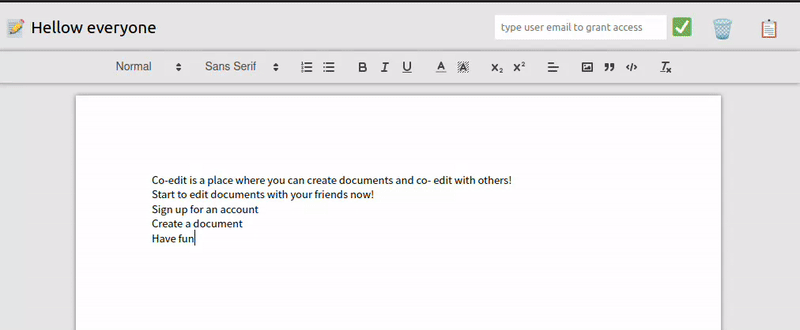 Hellow everyone
type user email to grant access
Normal Sans Serif B I U A A X₂ X² T
Co-edit is a place where you can create documents and co- edit with others!
Start to edit documents with your friends now!
Sign up for an account
Create a document
Have fun